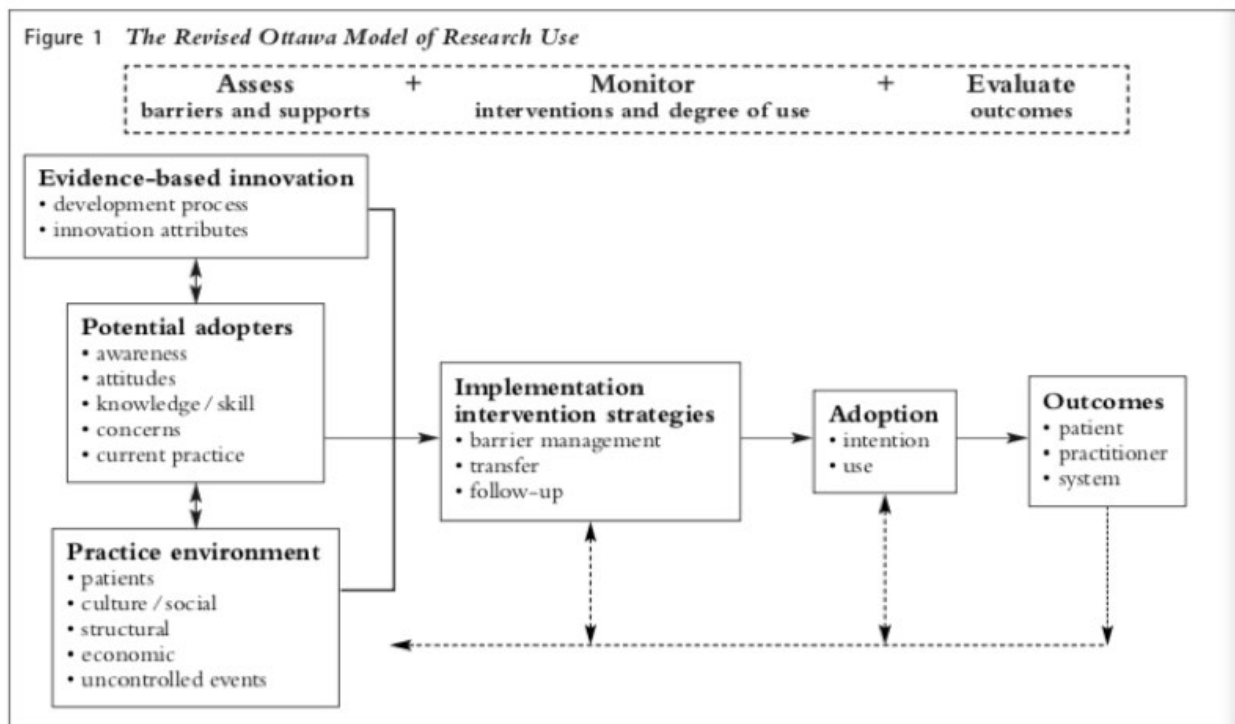 Figure 1 The Revised Ottawa Model of Research Use
Assess + Monitor + Evaluate
barriers and supports interventions and degree of use outcomes
Evidence-based innovation
• development process
• innovation attributes
Potential adopters
• awareness
• attitudes
• knowledge / skill
• concerns
• current practice
Practice environment
• patients
• culture / social
• structural
• economic
• uncontrolled events
Implementation
intervention strategies
• barrier management
• transfer
• follow-up
Adoption
• intention
• use
Outcomes
• patient
• practitioner
• system